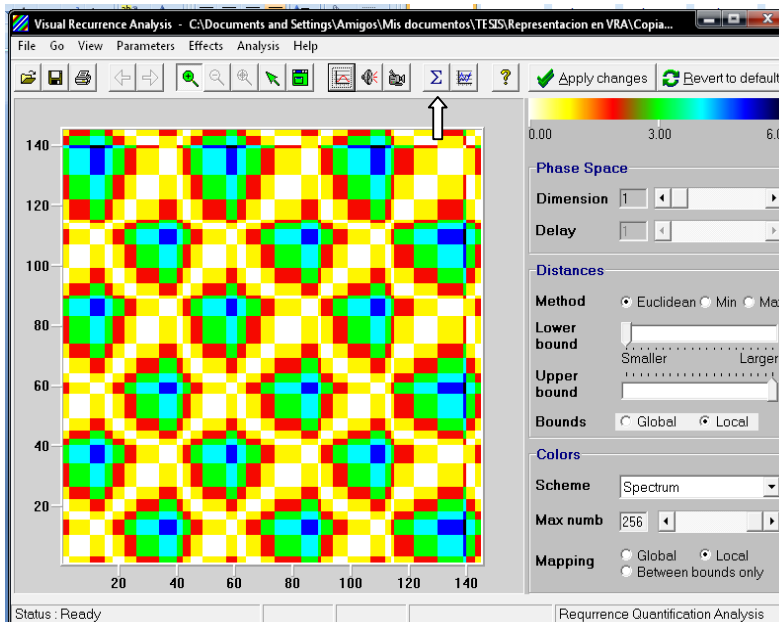 Visual Recurrence Analysis - C:\Documents and Settings\Amigos\Mis documentos\TESIS\Representacion en VRA\Copia...
File Go View Parameters Effects Analysis Help
Σ ? Apply changes Revert to default
0.00 3.00 6.0
Phase Space
Dimension 1
Delay 1
Distances
Method Euclidean Min Max
Lower bound
Smaller Larger
Upper bound
Bounds Global Local
Colors
Scheme Spectrum
Max numb 256
Mapping Global Local
Between bounds only
140
120
100
80
60
40
20
20 40 60 80 100 120 140
Status : Ready
Requrrence Quantification Analysis